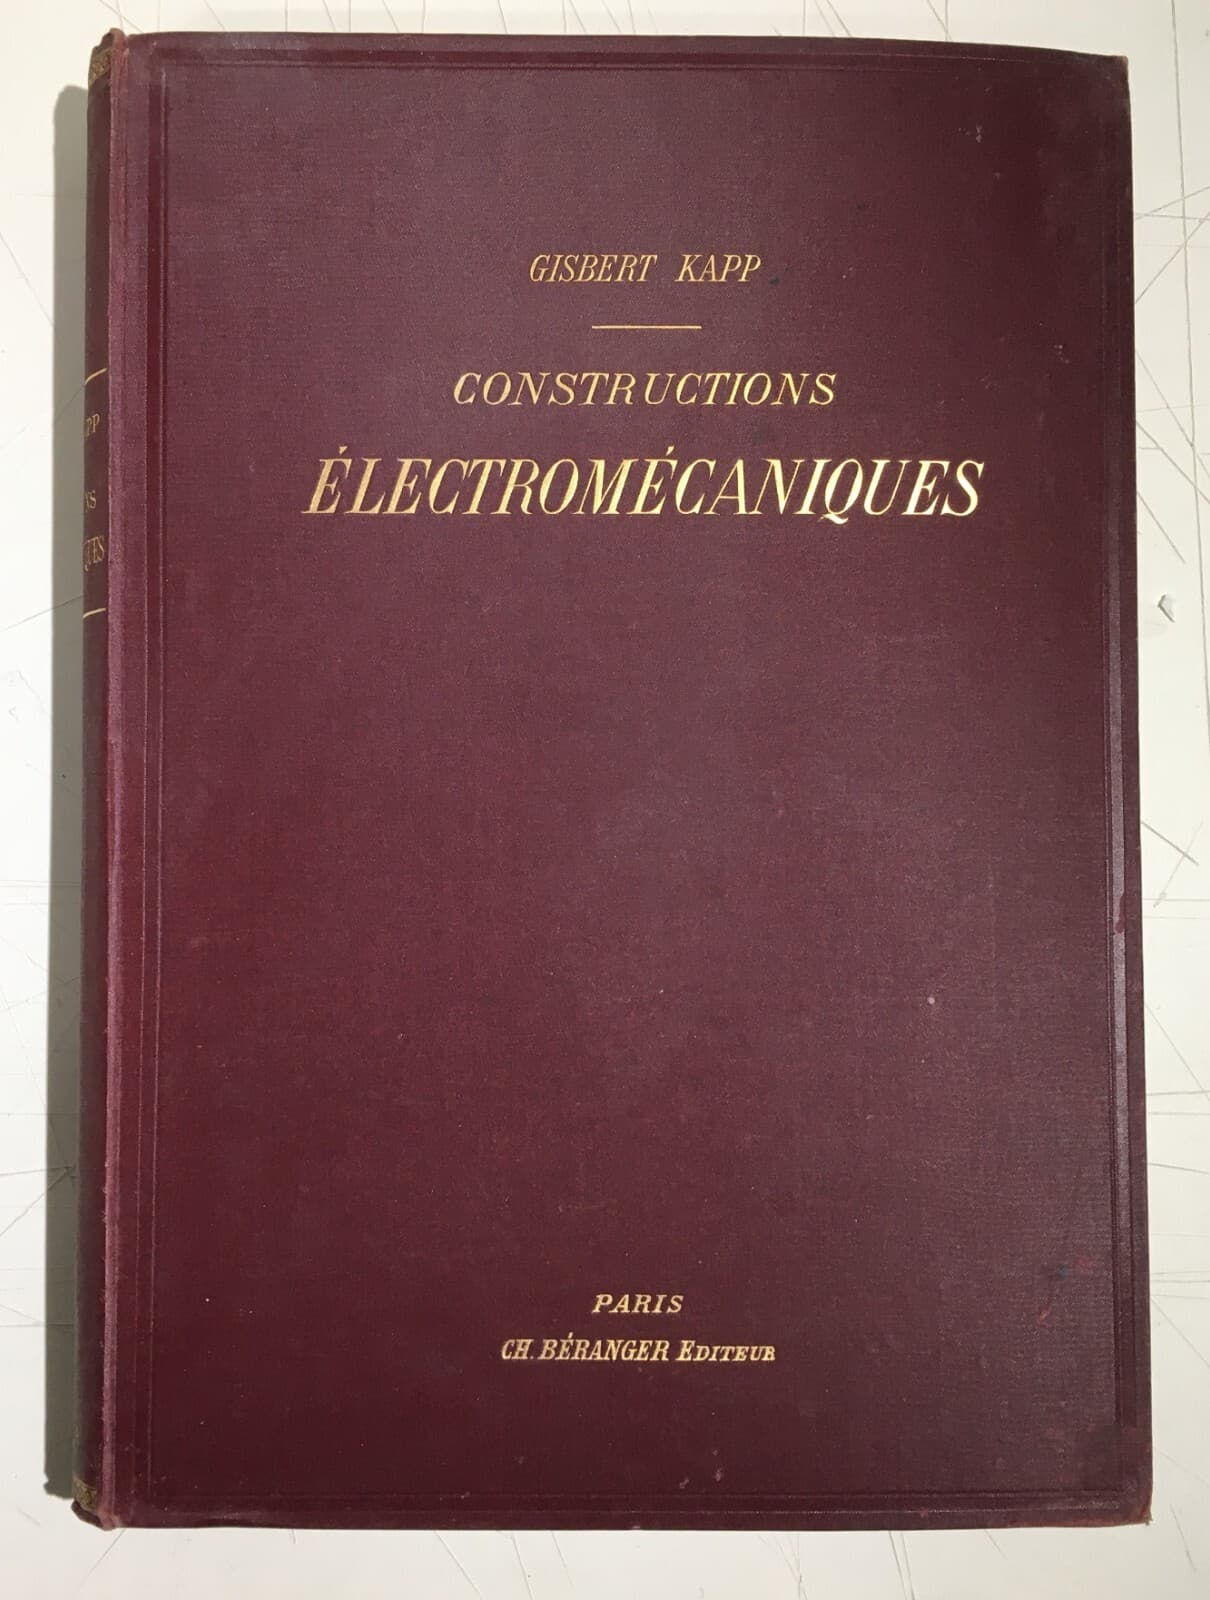 GISBERT KAPP
CONSTRUCTIONS
ÉLECTROMÉCANIQUES
PARIS
CH. BÉRANGER EDITEUR